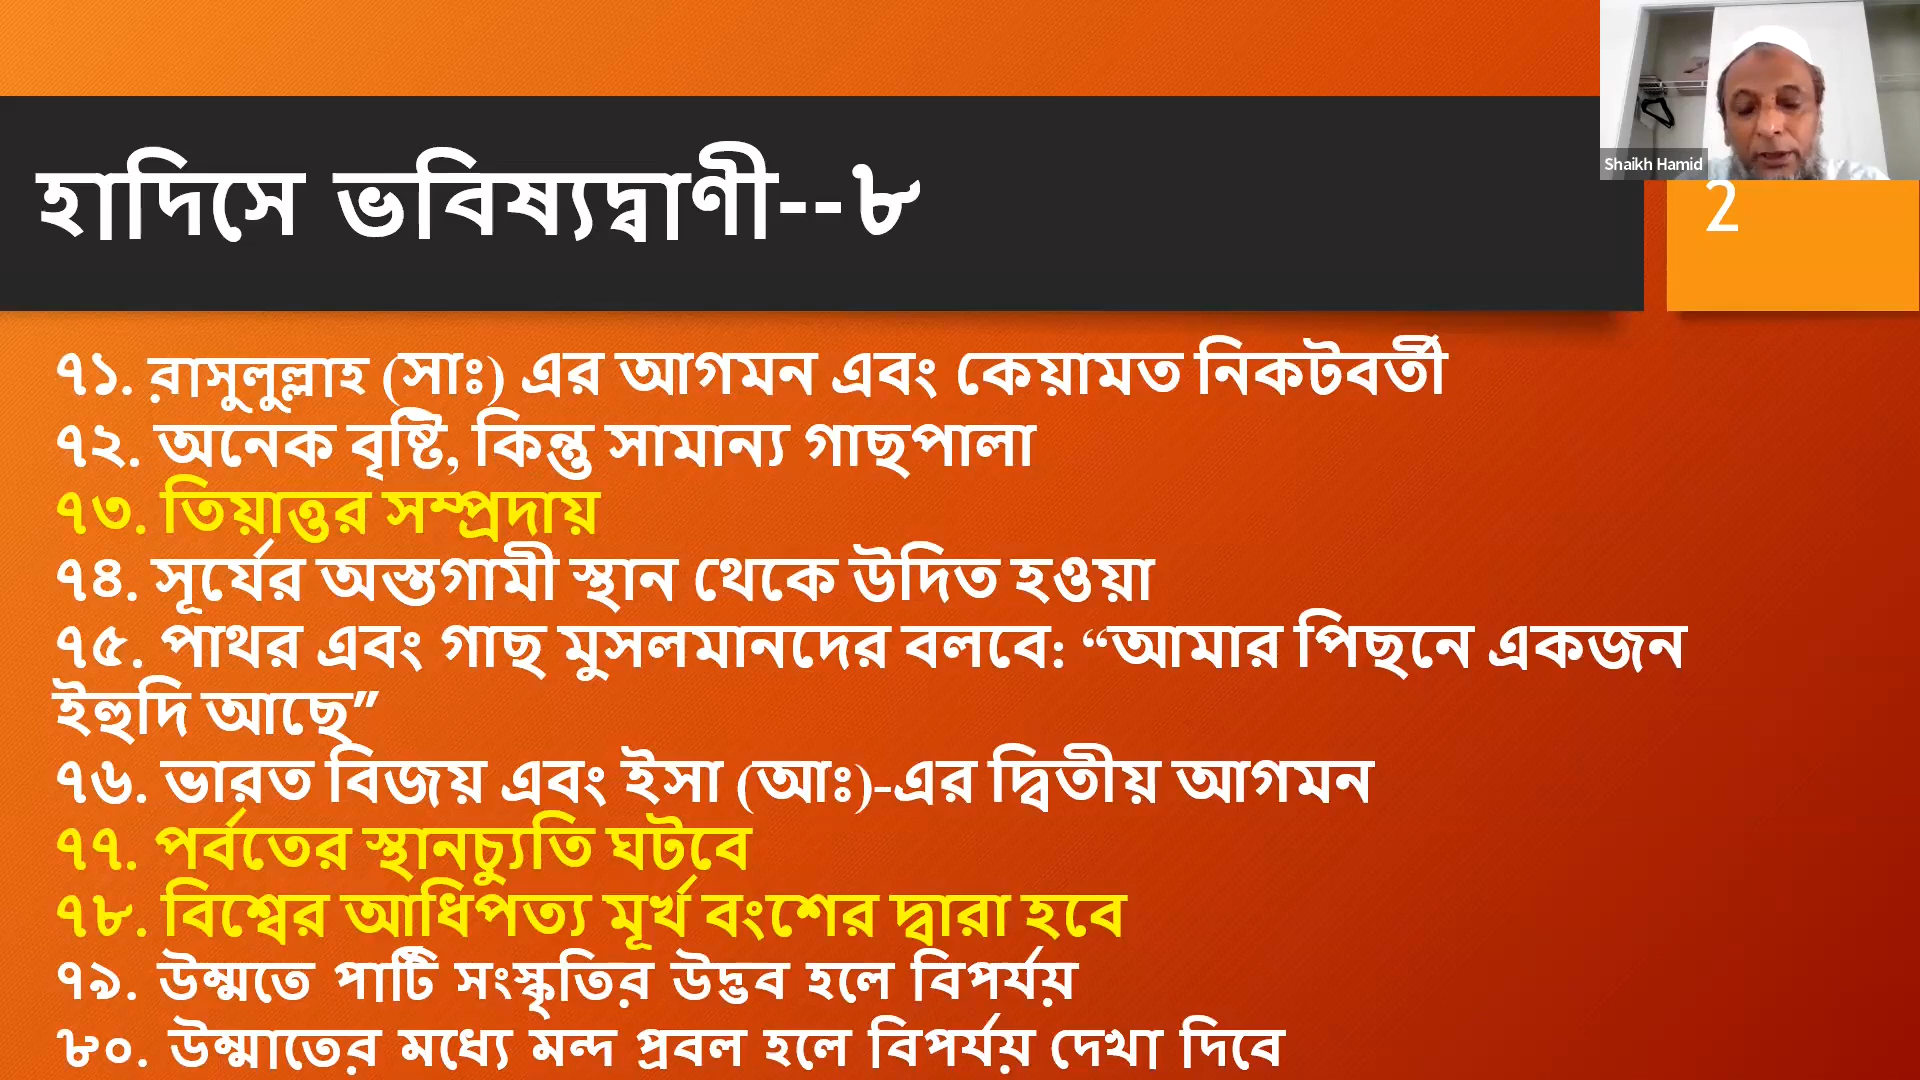 Shaikh Hamid
হাদিসে ভবিষ্যদ্বাণী--৮
2
৭১. রাসুলুল্লাহ (সাঃ) এর আগমন এবং কেয়ামত নিকটবর্তী
৭২. অনেক বৃষ্টি, কিন্তু সামান্য গাছপালা
৭৩. তিয়াত্তর সম্প্রদায়
৭৪. সূর্যের অস্তগামী স্থান থেকে উদিত হওয়া
৭৫. পাথর এবং গাছ মুসলমানদের বলবে: “আমার পিছনে একজন
ইহুদি আছে”
৭৬. ভারত বিজয় এবং ইসা (আঃ)-এর দ্বিতীয় আগমন
৭৭. পর্বতের স্থানচ্যুতি ঘটবে
৭৮. বিশ্বের আধিপত্য মূর্খ বংশের দ্বারা হবে
৭৯. উম্মতে পার্টি সংস্কৃতির উদ্ভব হলে বিপর্যয়
৮০. উম্মাতের মধ্যে মন্দ প্রবল হলে বিপর্যয় দেখা দিবে